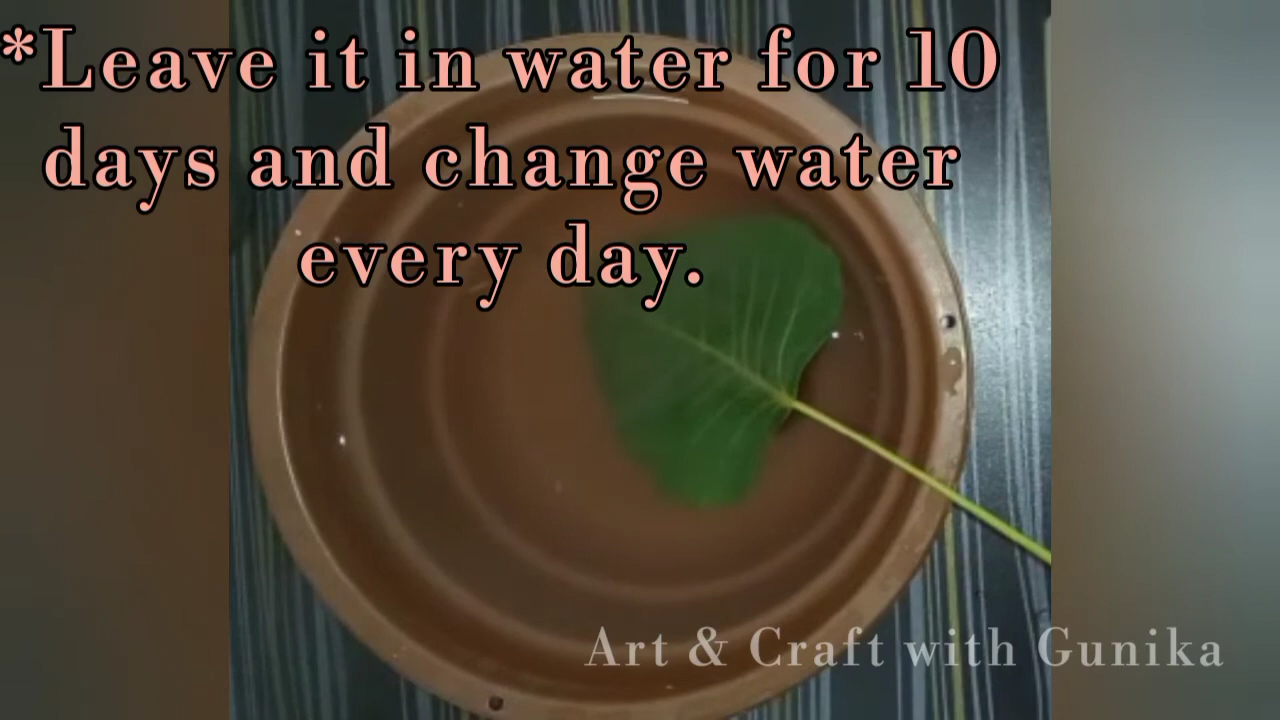 *Leave it in water for 10
days and change water
every day.
Art & Craft with Gunika